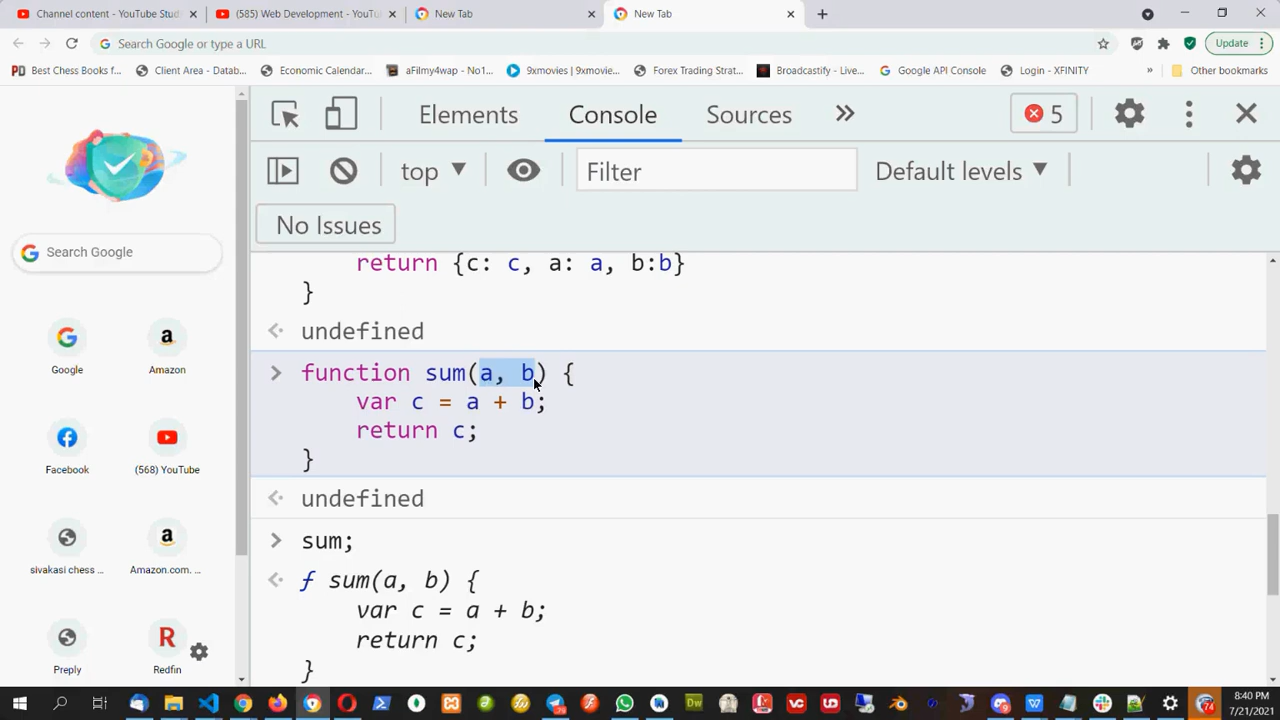 Channel content - YouTube Stud
(585) Web Development - YouTu
New Tab
New Tab
Search Google or type a URL
Update
Best Chess Books f...
Client Area - Datab...
Economic Calendar...
aFilmy4wap - No1...
9xmovies | 9xmovie...
Forex Trading Strat...
Broadcastify - Live...
Google API Console
Login - XFINITY
»
Other bookmarks
Elements
Console
Sources
5
top
Filter
Default levels
No Issues
Search Google
Google
Amazon
Facebook
(568) YouTube
sivakasi chess ...
Amazon.com. ...
Preply
Redfin
return {c: c, a: a, b:b}
}
undefined
function sum(a, b) {
var c = a + b;
return c;
}
undefined
sum;
ƒ sum(a, b) {
var c = a + b;
return c;
}
8:40 PM
7/21/2021